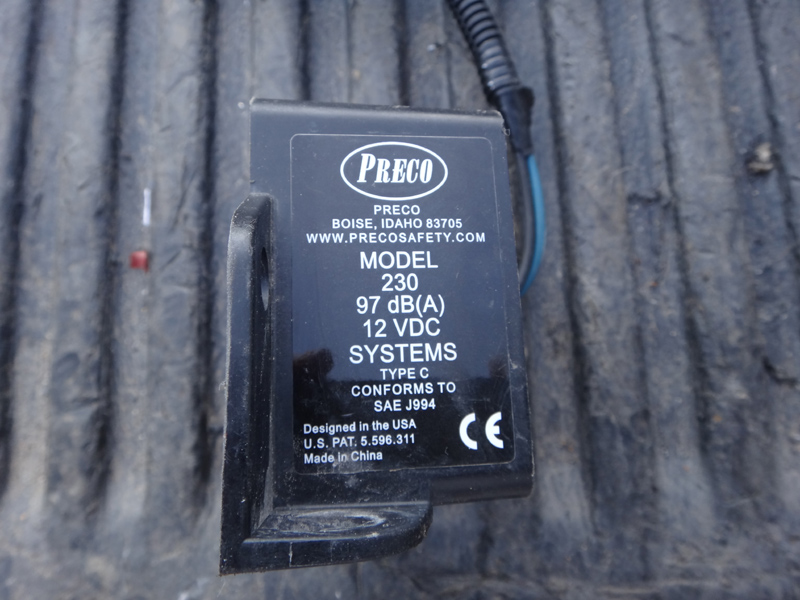 PRECO
PRECO
BOISE, IDAHO 83705
WWW.PRECOSAFETY.COM
MODEL
230
97 dB(A)
12 VDC
SYSTEMS
TYPE C
CONFORMS TO
SAE J994
Designed in the USA
U.S. PAT. 5.596.311
Made in China
CE